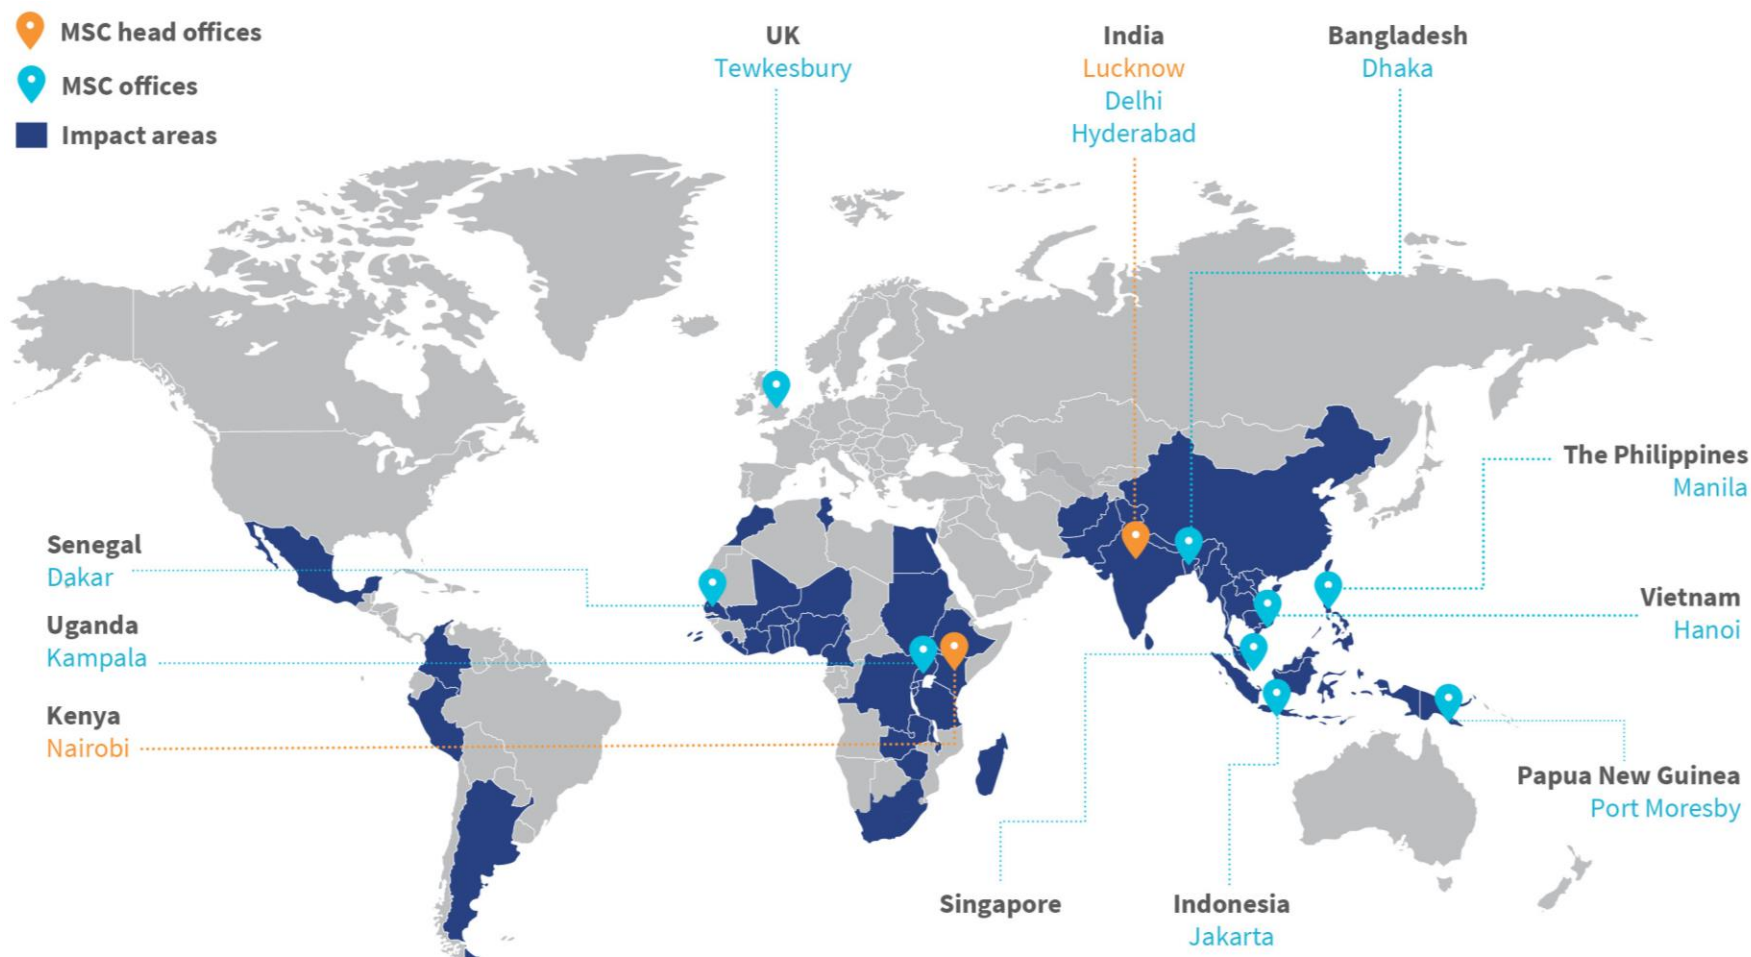 MSC head offices
MSC offices
Impact areas
UK
Tewkesbury
India
Lucknow
Delhi
Hyderabad
Bangladesh
Dhaka
The Philippines
Manila
Senegal
Dakar
Vietnam
Hanoi
Uganda
Kampala
Kenya
Nairobi
Papua New Guinea
Port Moresby
Singapore
Indonesia
Jakarta